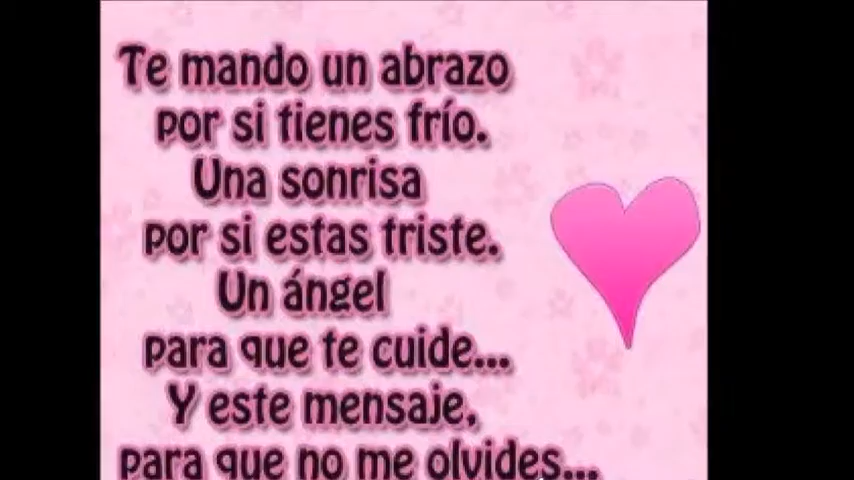 Te mando un abrazo
por si tienes frío.
Una sonrisa
por si estas triste.
Un ángel
para que te cuide...
Y este mensaje,
para que no me olvides...